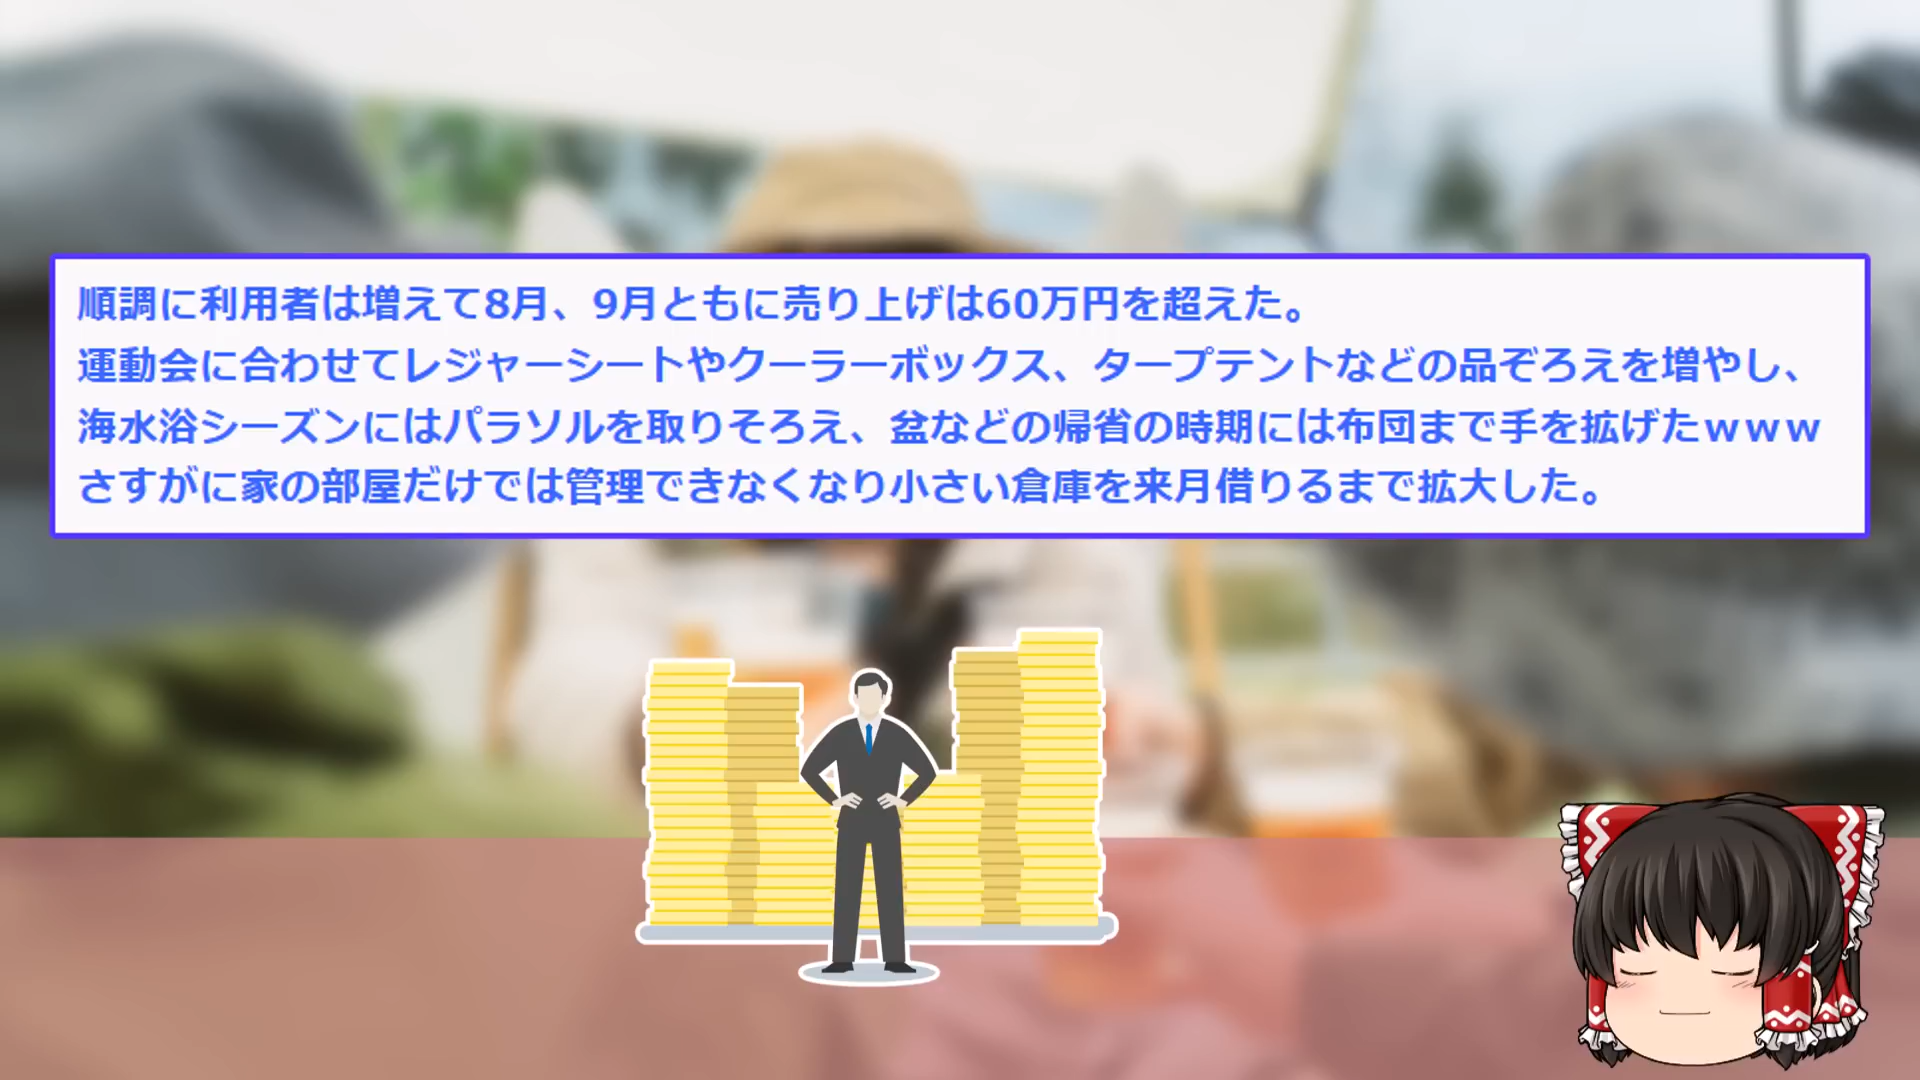 順調に利用者は増えて8月、9月ともに売り上げは60万円を超えた。
運動会に合わせてレジャーシートやクーラーボックス、タープテントなどの品ぞろえを増やし、
海水浴シーズンにはパラソルを取りそろえ、盆などの帰省の時期には布団まで手を拡げたｗｗｗ
さすがに家の部屋だけでは管理できなくなり小さい倉庫を来月借りるまで拡大した。